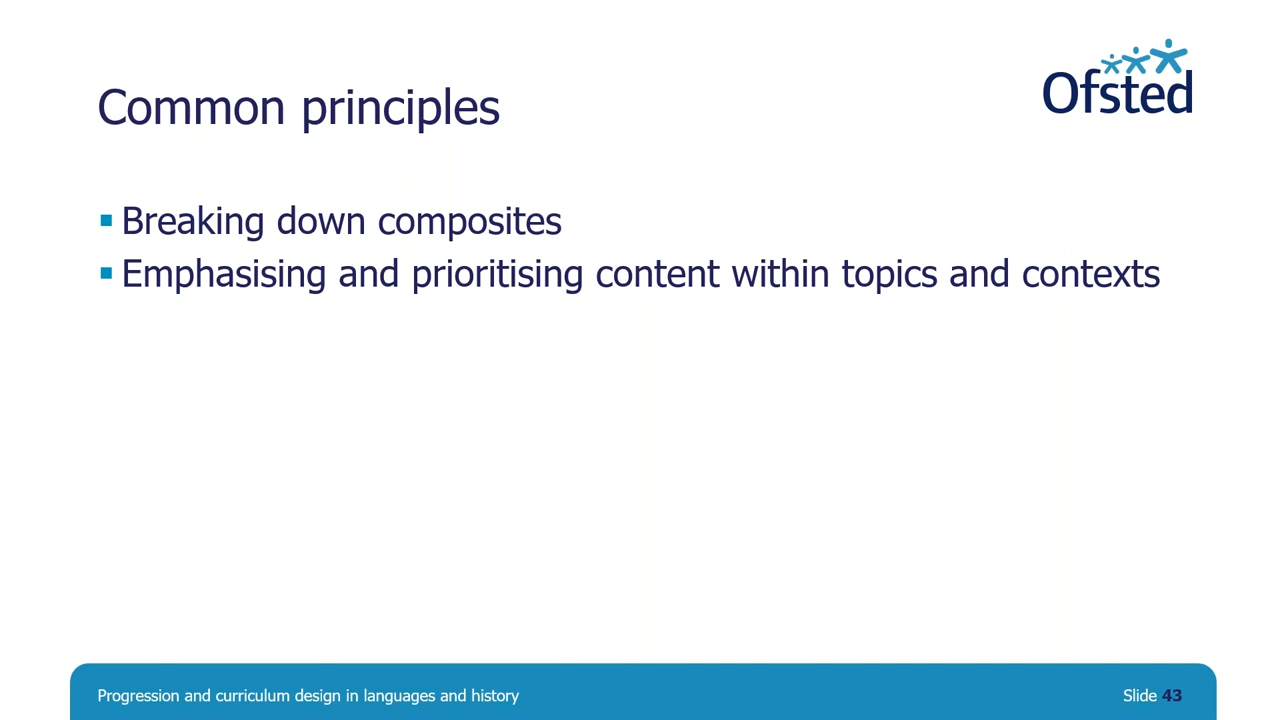 Ofsted
Common principles
Breaking down composites
Emphasising and prioritising content within topics and contexts
Progression and curriculum design in languages and history
Slide 43